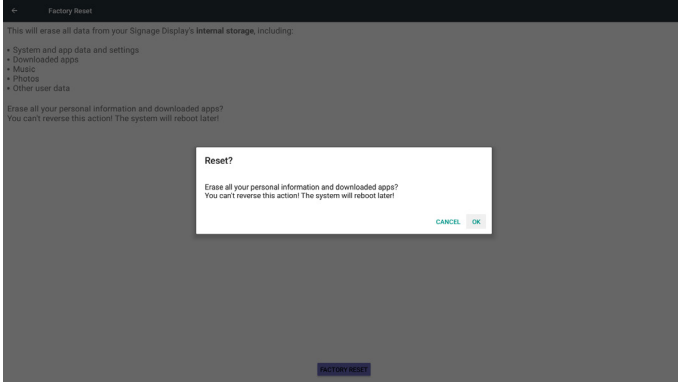 Factory Reset
This will erase all data from your Signage Display's Internal storage, Including:
• System and app data and settings
• Downloaded apps
• Music
• Photos
• Other user data
Erase all your personal information and downloaded apps?
You can't reverse this action! The system will reboot later!
Reset?
Erase all your personal information and downloaded apps?
You can't reverse this action! The system will reboot later!
CANCEL OK
FACTORY RESET